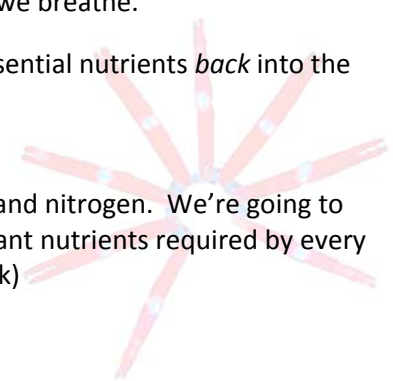 we breathe.
sential nutrients back into the
and nitrogen.  We’re going to
ant nutrients required by every
k)